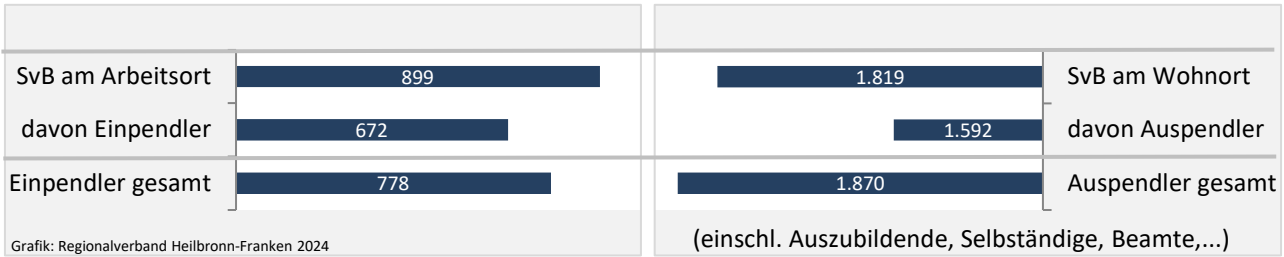 SvB am Arbeitsort 899
davon Einpendler 672
Einpendler gesamt 778
Grafik: Regionalverband Heilbronn-Franken 2024
1.819 SvB am Wohnort
1.592 davon Auspendler
1.870 Auspendler gesamt
(einschl. Auszubildende, Selbständige, Beamte,...)